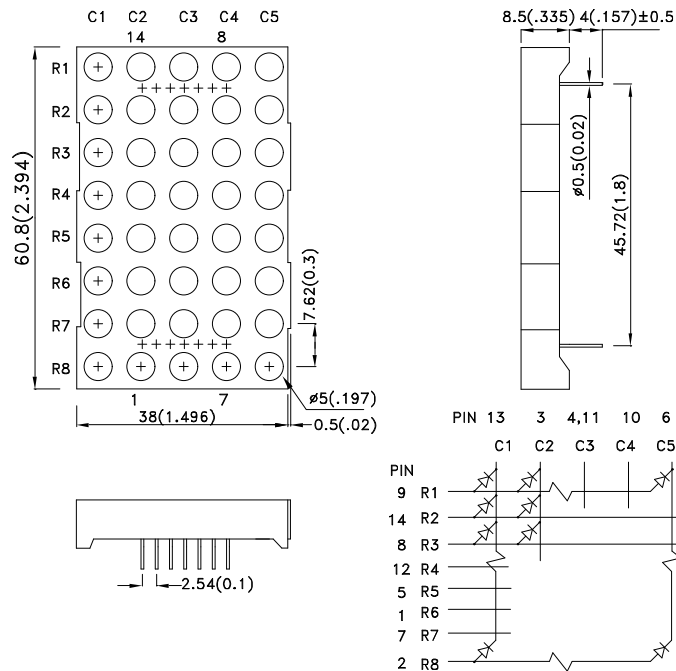 C1 C2 C3 C4 C5
14 8
R1
R2
R3
R4
R5
R6
R7
R8
60.8(2.394)
7.62(0.3)
1 7
ø5(.197)
38(1.496)
0.5(.02)
8.5(.335) 4(.157)±0.5
ø0.5(0.02)
45.72(1.8)
2.54(0.1)
PIN 13 3 4,11 10 6
C1 C2 C3 C4 C5
PIN
9 R1
14 R2
8 R3
12 R4
5 R5
1 R6
7 R7
2 R8